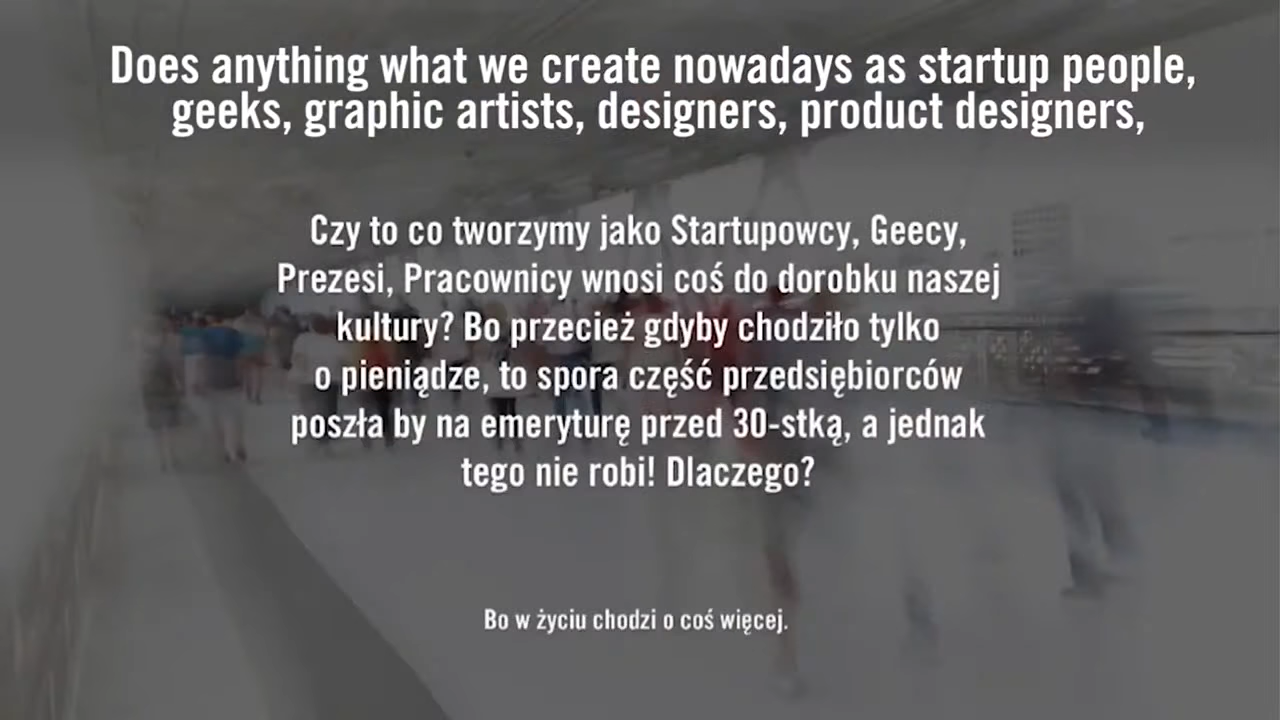 Does anything what we create nowadays as startup people,
geeks, graphic artists, designers, product designers,
Czy to co tworzymy jako Startupowcy, Geecy,
Prezesi, Pracownicy wnosi coś do dorobku naszej
kultury? Bo przecież gdyby chodziło tylko
o pieniądze, to spora część przedsiębiorców
poszła by na emeryturę przed 30-stką, a jednak
tego nie robi! Dlaczego?
Bo w życiu chodzi o coś więcej.